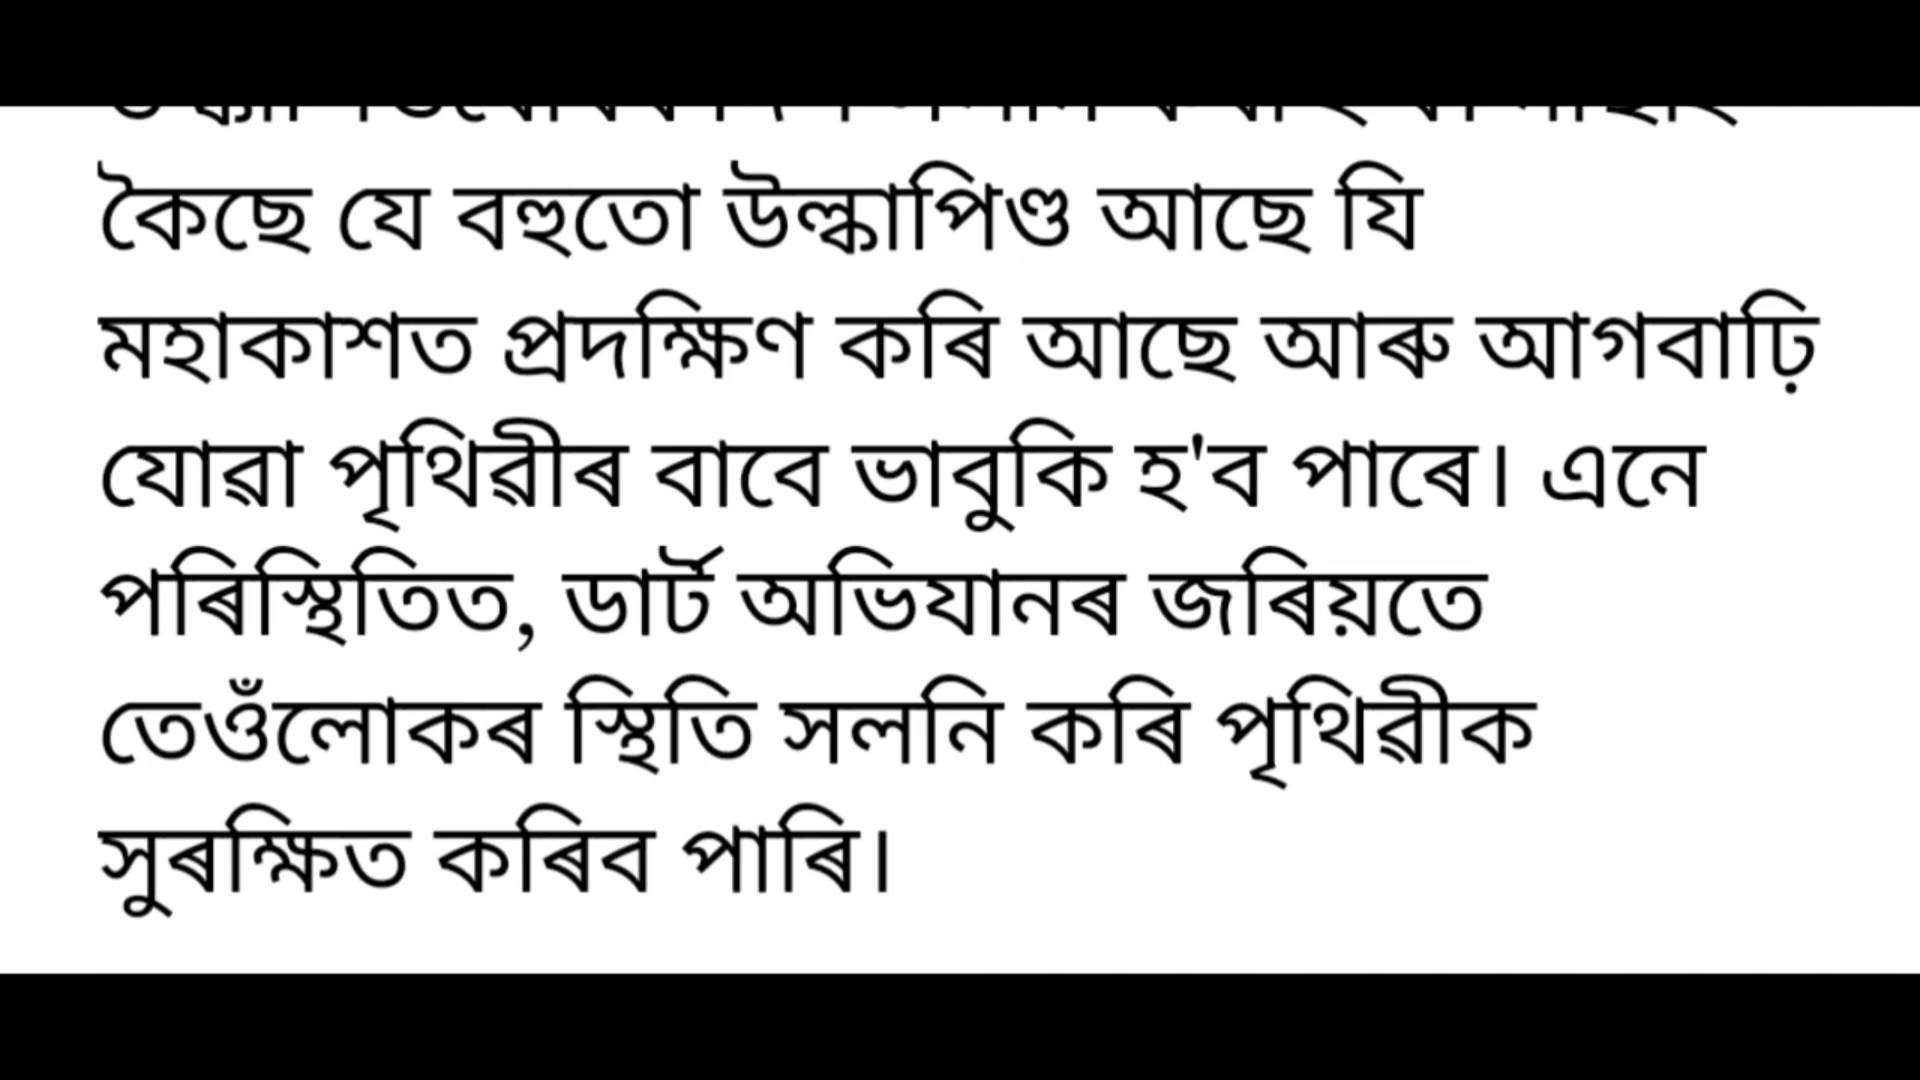 কৈছে যে বহুতো উল্কাপিণ্ড আছে যি
মহাকাশত প্ৰদক্ষিণ কৰি আছে আৰু আগবাঢ়ি
যোৱা পৃথিৱীৰ বাবে ভাবুকি হ'ব পাৰে। এনে
পৰিস্থিতিত, ডাৰ্ট অভিযানৰ জৰিয়তে
তেওঁলোকৰ স্থিতি সলনি কৰি পৃথিৱীক
সুৰক্ষিত কৰিব পাৰি।